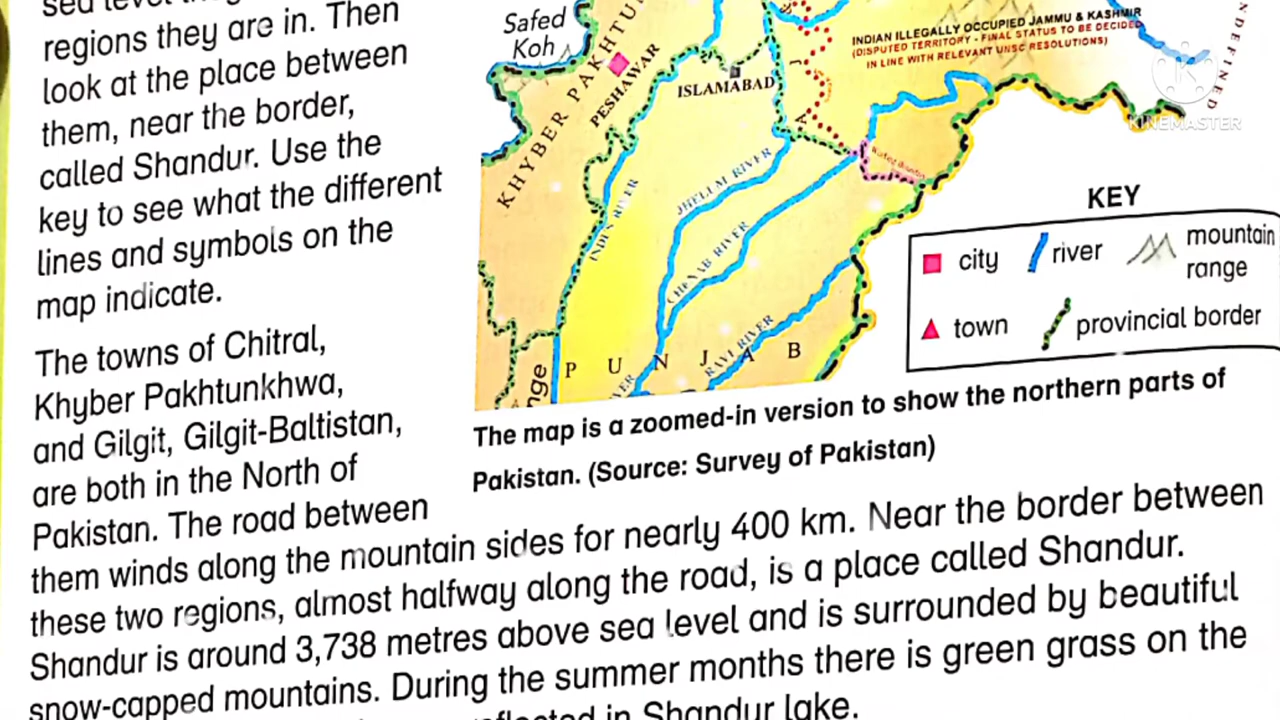 regions they are in. Then
look at the place between
them, near the border,
called Shandur. Use the
key to see what the different
lines and symbols on the
map indicate.
The towns of Chitral,
Khyber Pakhtunkhwa,
and Gilgit, Gilgit-Baltistan,
are both in the North of
Pakistan. The road between
them winds along the mountain sides for nearly 400 km. Near the border between
these two regions, almost halfway along the road, is a place called Shandur.
Shandur is around 3,738 metres above sea level and is surrounded by beautiful
snow-capped mountains. During the summer months there is green grass on the
in Shandur lake.
Safed
Koh
KHYBER PAKHTU
PESHAWAR
ISLAMABAD
INDIAN ILLEGALLY OCCUPIED JAMMU & KASHMIR
(DISPUTED TERRITORY - FINAL STATUS TO BE DECIDED
IN LINE WITH RELEVANT UNSC RESOLUTIONS)
NDEFINED
KINEMASTER
INDUS RIVER
JHELUM RIVER
CHENAB RIVER
RAVI RIVER
PUNJAB
nge
KEY
city
river
mountain
range
town
provincial border
The map is a zoomed-in version to show the northern parts of
Pakistan. (Source: Survey of Pakistan)